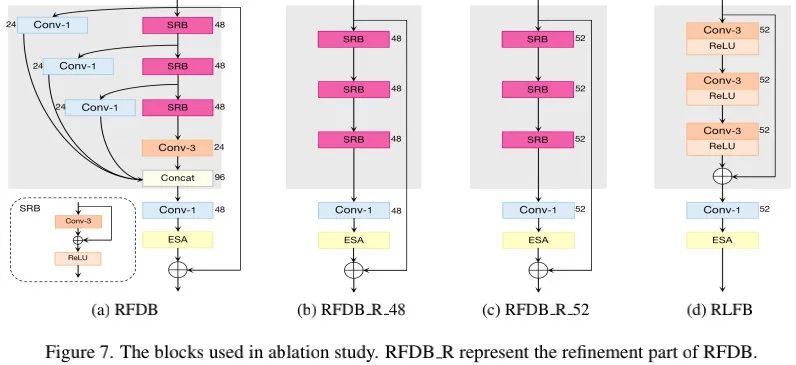 24 Conv-1 SRB 48
24 Conv-1 SRB 48
24 Conv-1 SRB 48
Conv-3 24
Concat 96
Conv-1 48
ESA
SRB
Conv-3
ReLU
(a) RFDB
SRB 48
SRB 48
SRB 48
Conv-1 48
ESA
(b) RFDB_R_48
SRB 52
SRB 52
SRB 52
Conv-1 52
ESA
(c) RFDB_R_52
Conv-3 52
ReLU
Conv-3 52
ReLU
Conv-3 52
ReLU
Conv-1 52
ESA
(d) RLFB
Figure 7. The blocks used in ablation study. RFDB_R represent the refinement part of RFDB.